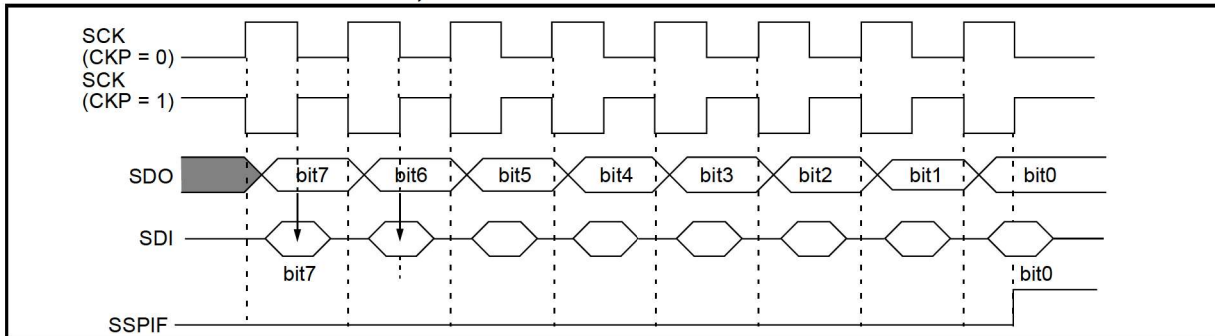 SCK
(CKP = 0)
SCK
(CKP = 1)
SDO bit7 bit6 bit5 bit4 bit3 bit2 bit1 bit0
SDI
bit7 bit0
SSPIF